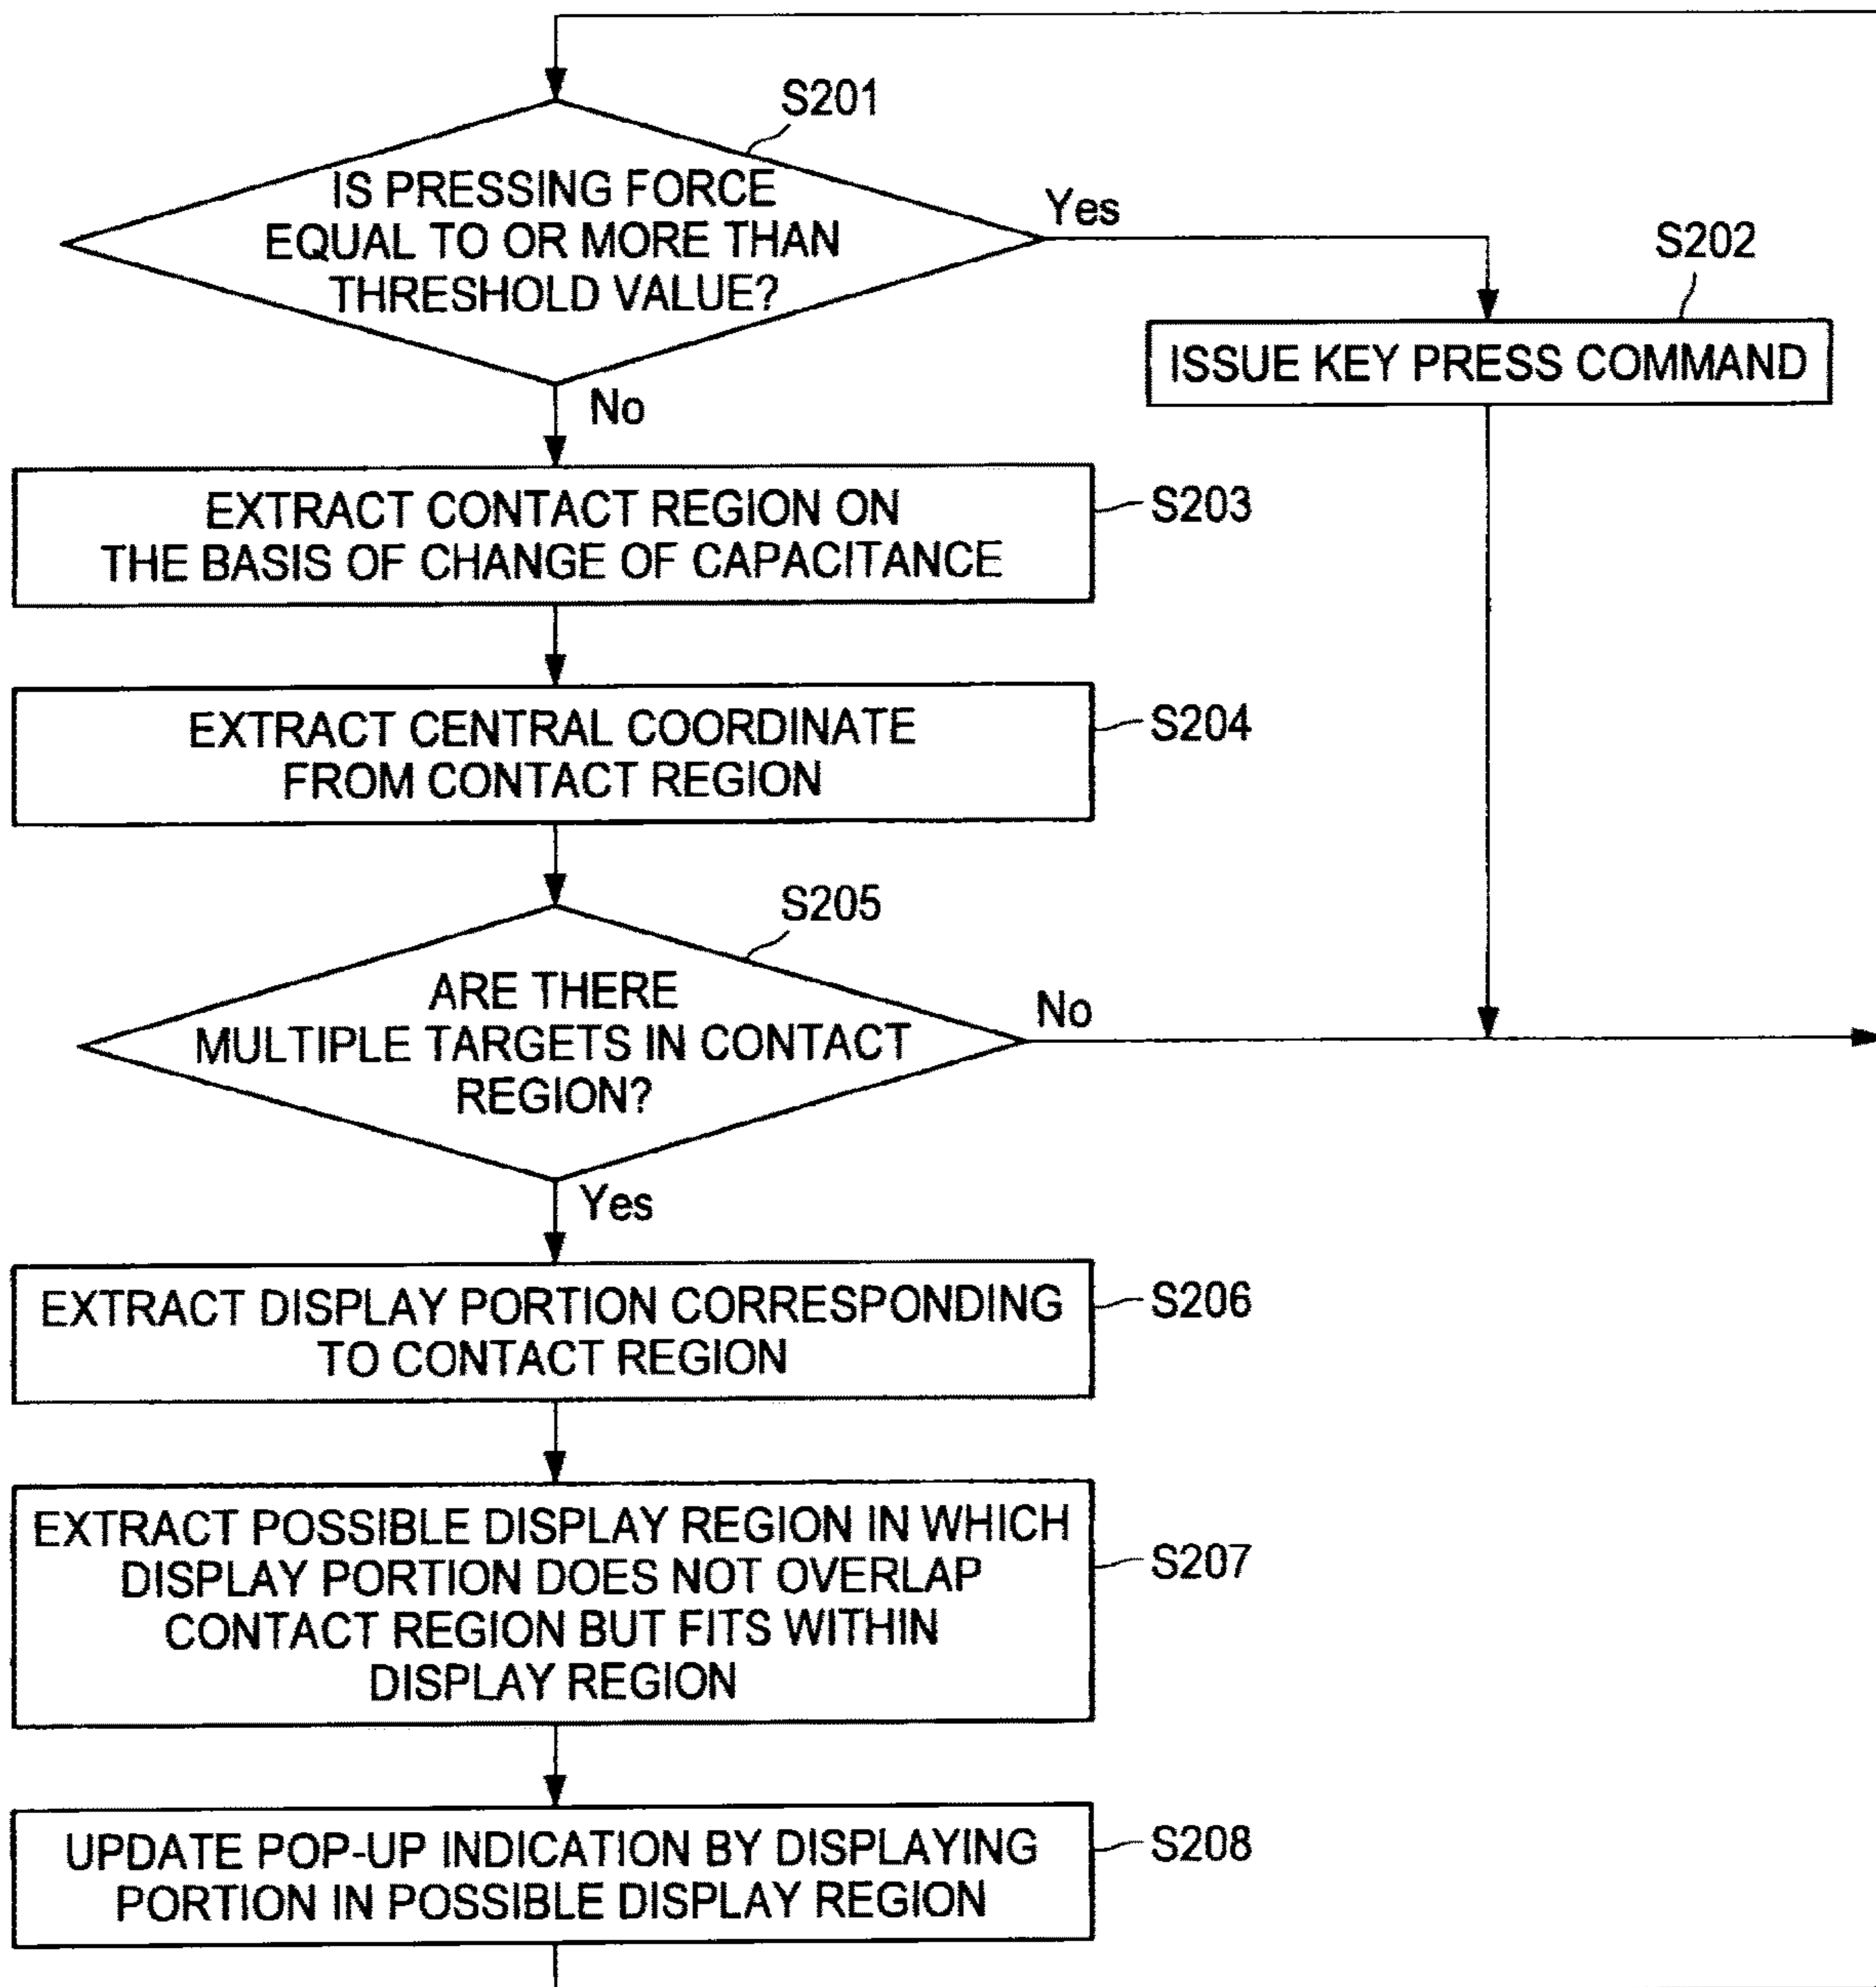 S201
IS PRESSING FORCE
EQUAL TO OR MORE THAN
THRESHOLD VALUE?
Yes
No
S202
ISSUE KEY PRESS COMMAND
EXTRACT CONTACT REGION ON
THE BASIS OF CHANGE OF CAPACITANCE
S203
EXTRACT CENTRAL COORDINATE
FROM CONTACT REGION
S204
S205
ARE THERE
MULTIPLE TARGETS IN CONTACT
REGION?
No
Yes
EXTRACT DISPLAY PORTION CORRESPONDING
TO CONTACT REGION
S206
EXTRACT POSSIBLE DISPLAY REGION IN WHICH
DISPLAY PORTION DOES NOT OVERLAP
CONTACT REGION BUT FITS WITHIN
DISPLAY REGION
S207
UPDATE POP-UP INDICATION BY DISPLAYING
PORTION IN POSSIBLE DISPLAY REGION
S208